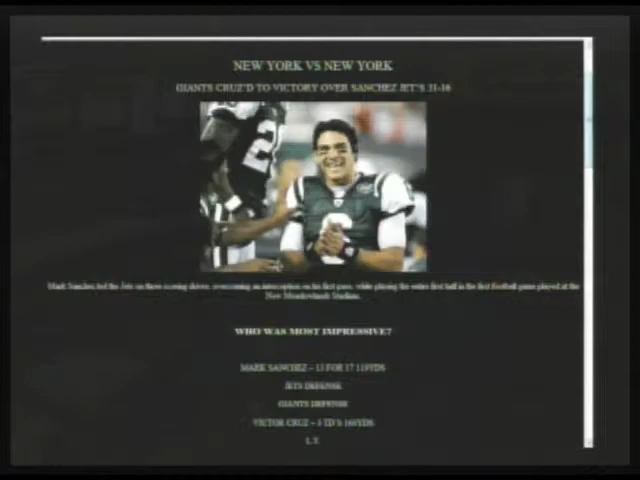 NEW YORK VS NEW YORK
GIANTS CRUZ'D TO VICTORY OVER SANCHEZ JET'S 31-16
2
6
Mark Sanchez led the Jets on three scoring drives, overcoming an interception on his first pass, while playing the entire first half in the first football game played at the
New Meadowlands Stadium.
WHO WAS MOST IMPRESSIVE?
MARK SANCHEZ - 13 FOR 17 119YDS
JETS DEFENSE
GIANTS DEFENSE
VICTOR CRUZ - 3 TD'S 160YDS
L T